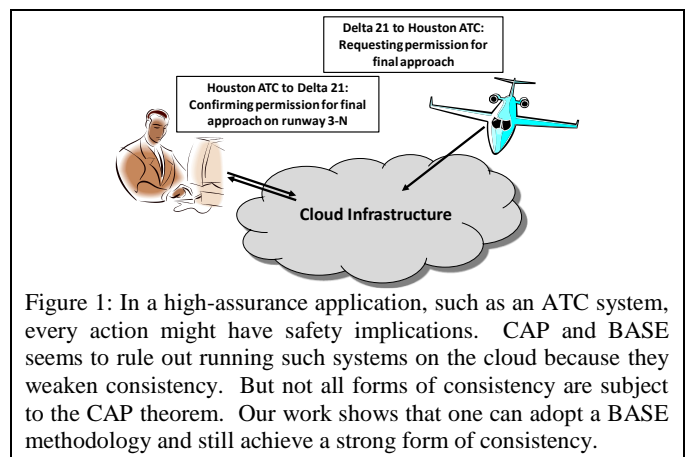 Delta 21 to Houston ATC:
Requesting permission for
final approach
Houston ATC to Delta 21:
Confirming permission for final
approach on runway 3-N
Cloud Infrastructure
Figure 1: In a high-assurance application, such as an ATC system,
every action might have safety implications. CAP and BASE
seems to rule out running such systems on the cloud because they
weaken consistency. But not all forms of consistency are subject
to the CAP theorem. Our work shows that one can adopt a BASE
methodology and still achieve a strong form of consistency.